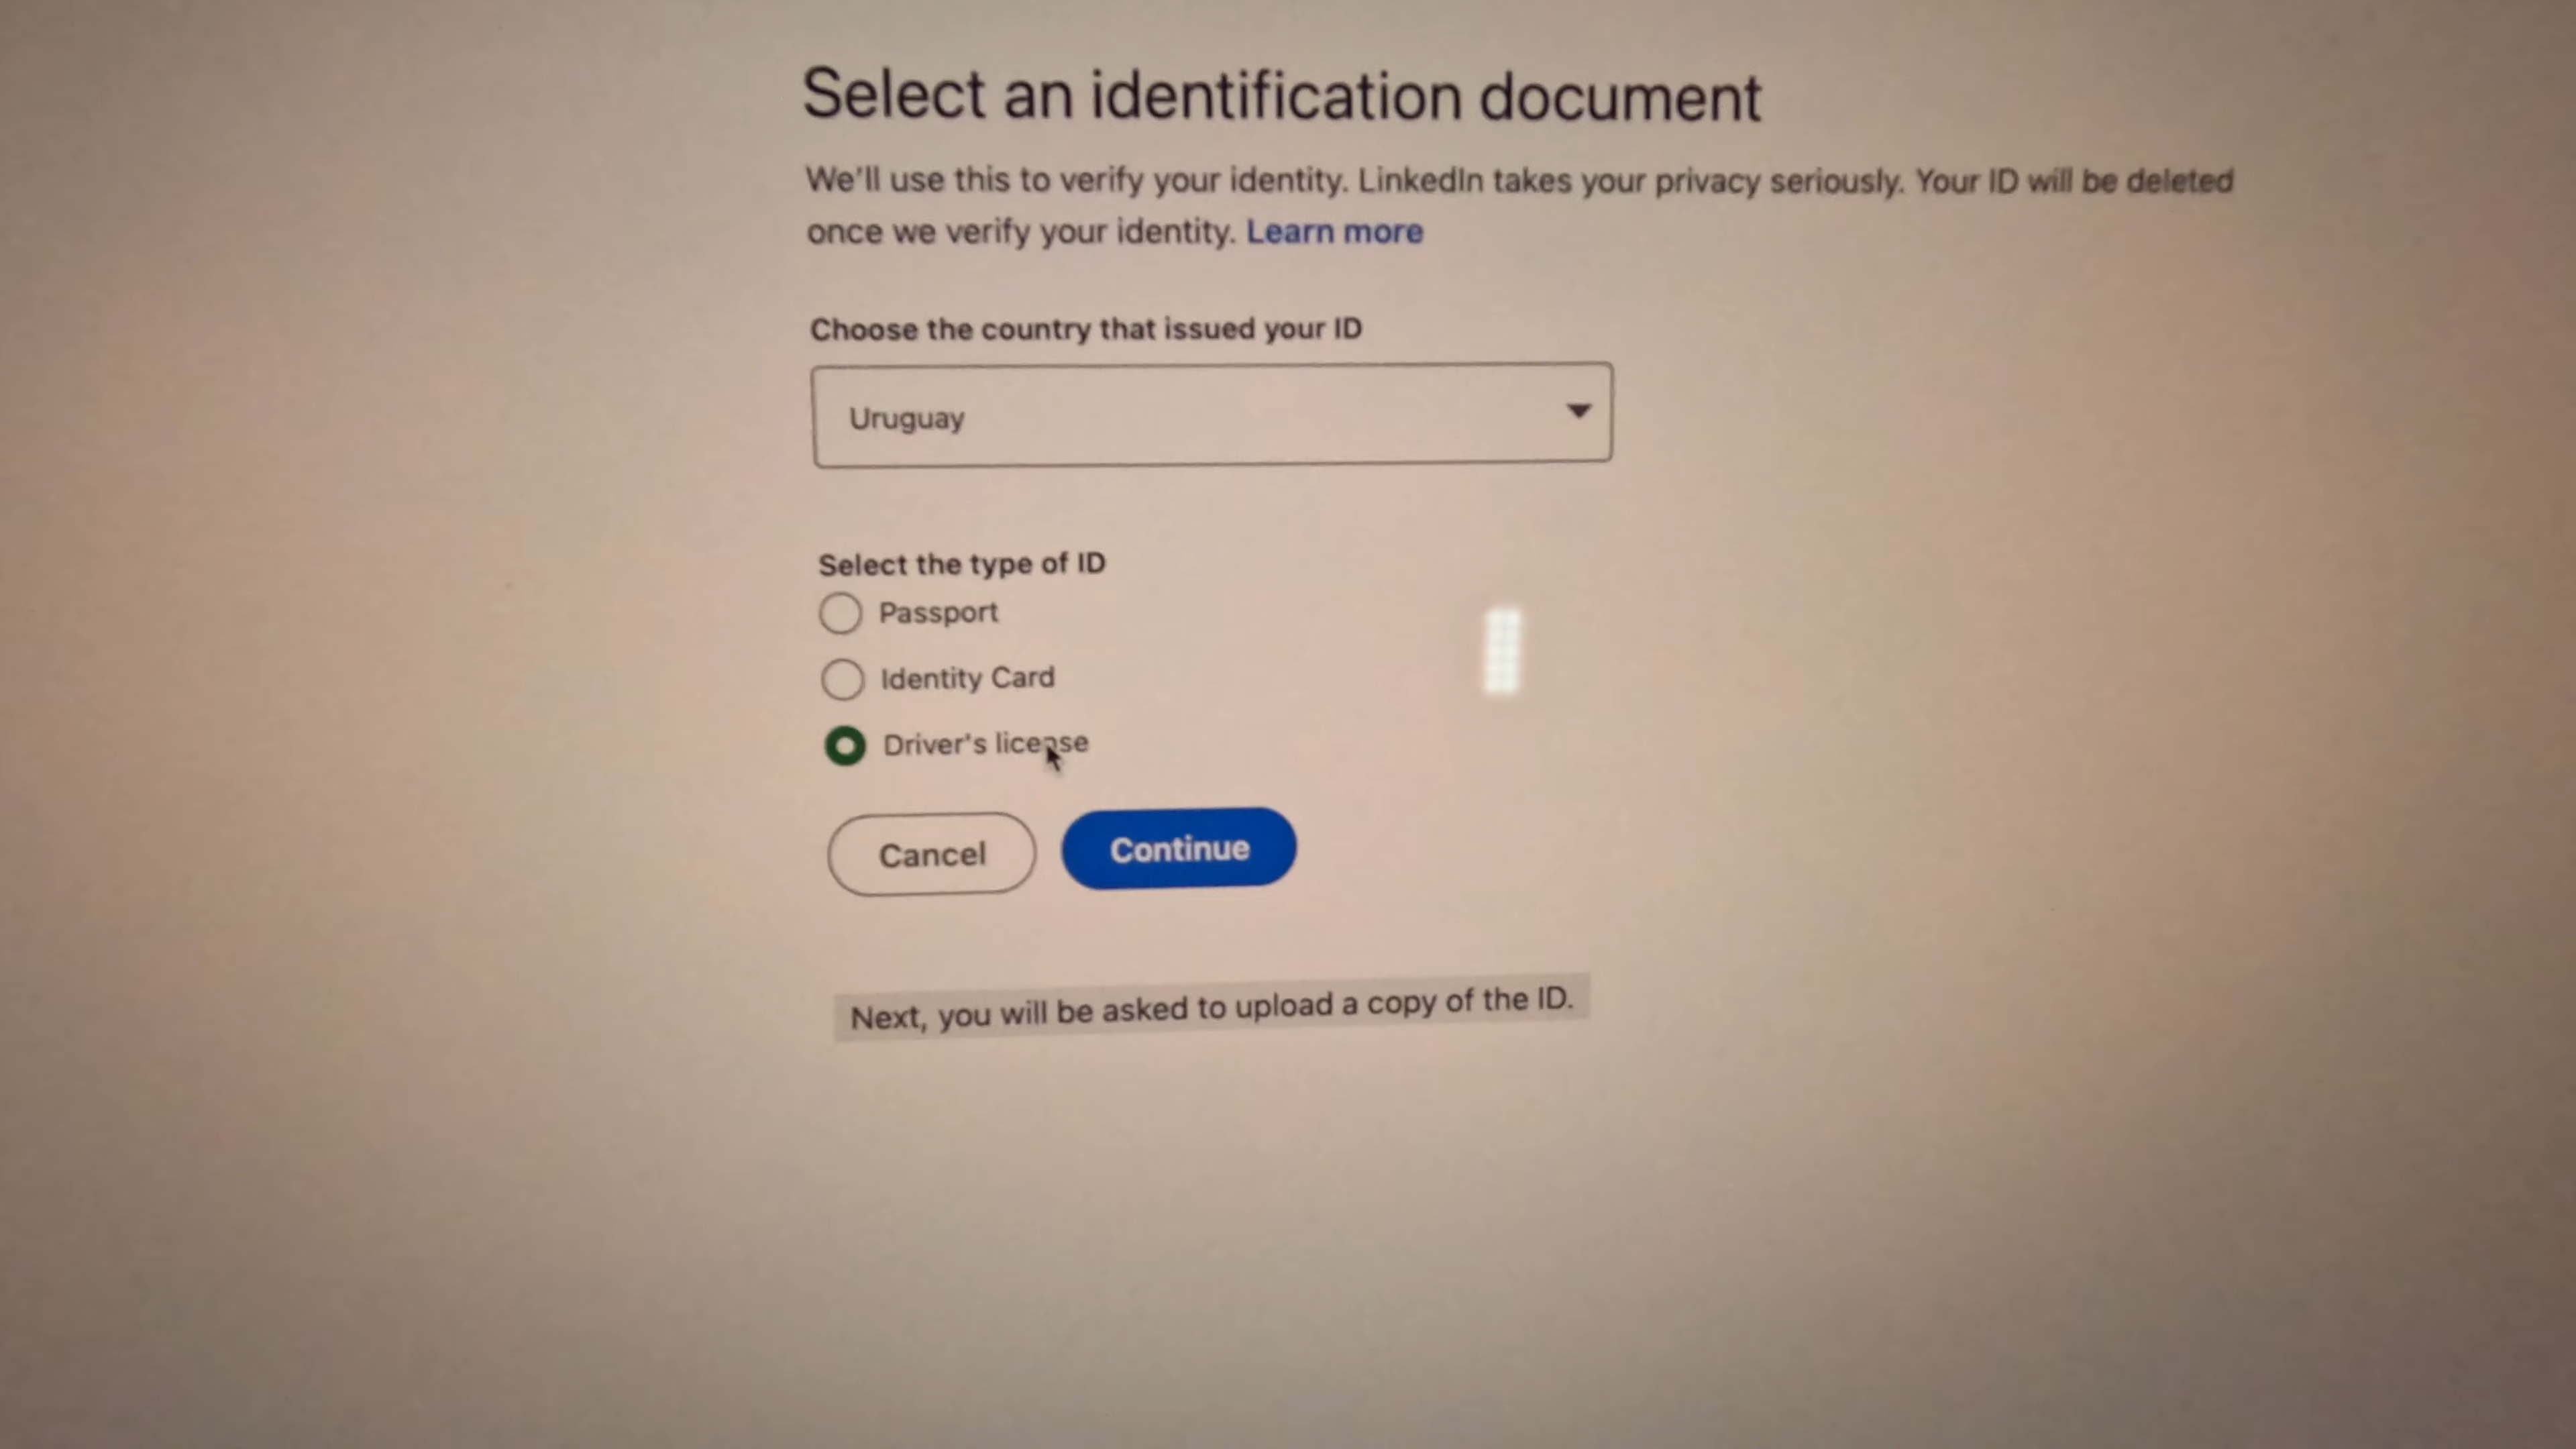 Select an identification document
We'll use this to verify your identity. LinkedIn takes your privacy seriously. Your ID will be deleted
once we verify your identity. Learn more
Choose the country that issued your ID
Uruguay
Select the type of ID
Passport
Identity Card
Driver's license
Cancel
Continue
Next, you will be asked to upload a copy of the ID.